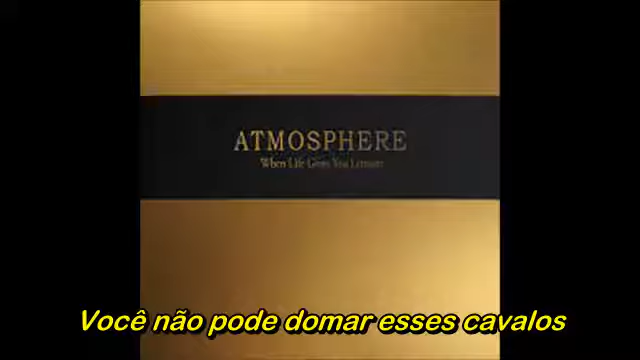 ATMOSPHERE
When Life Gives You Lemons
Você não pode domar esses cavalos